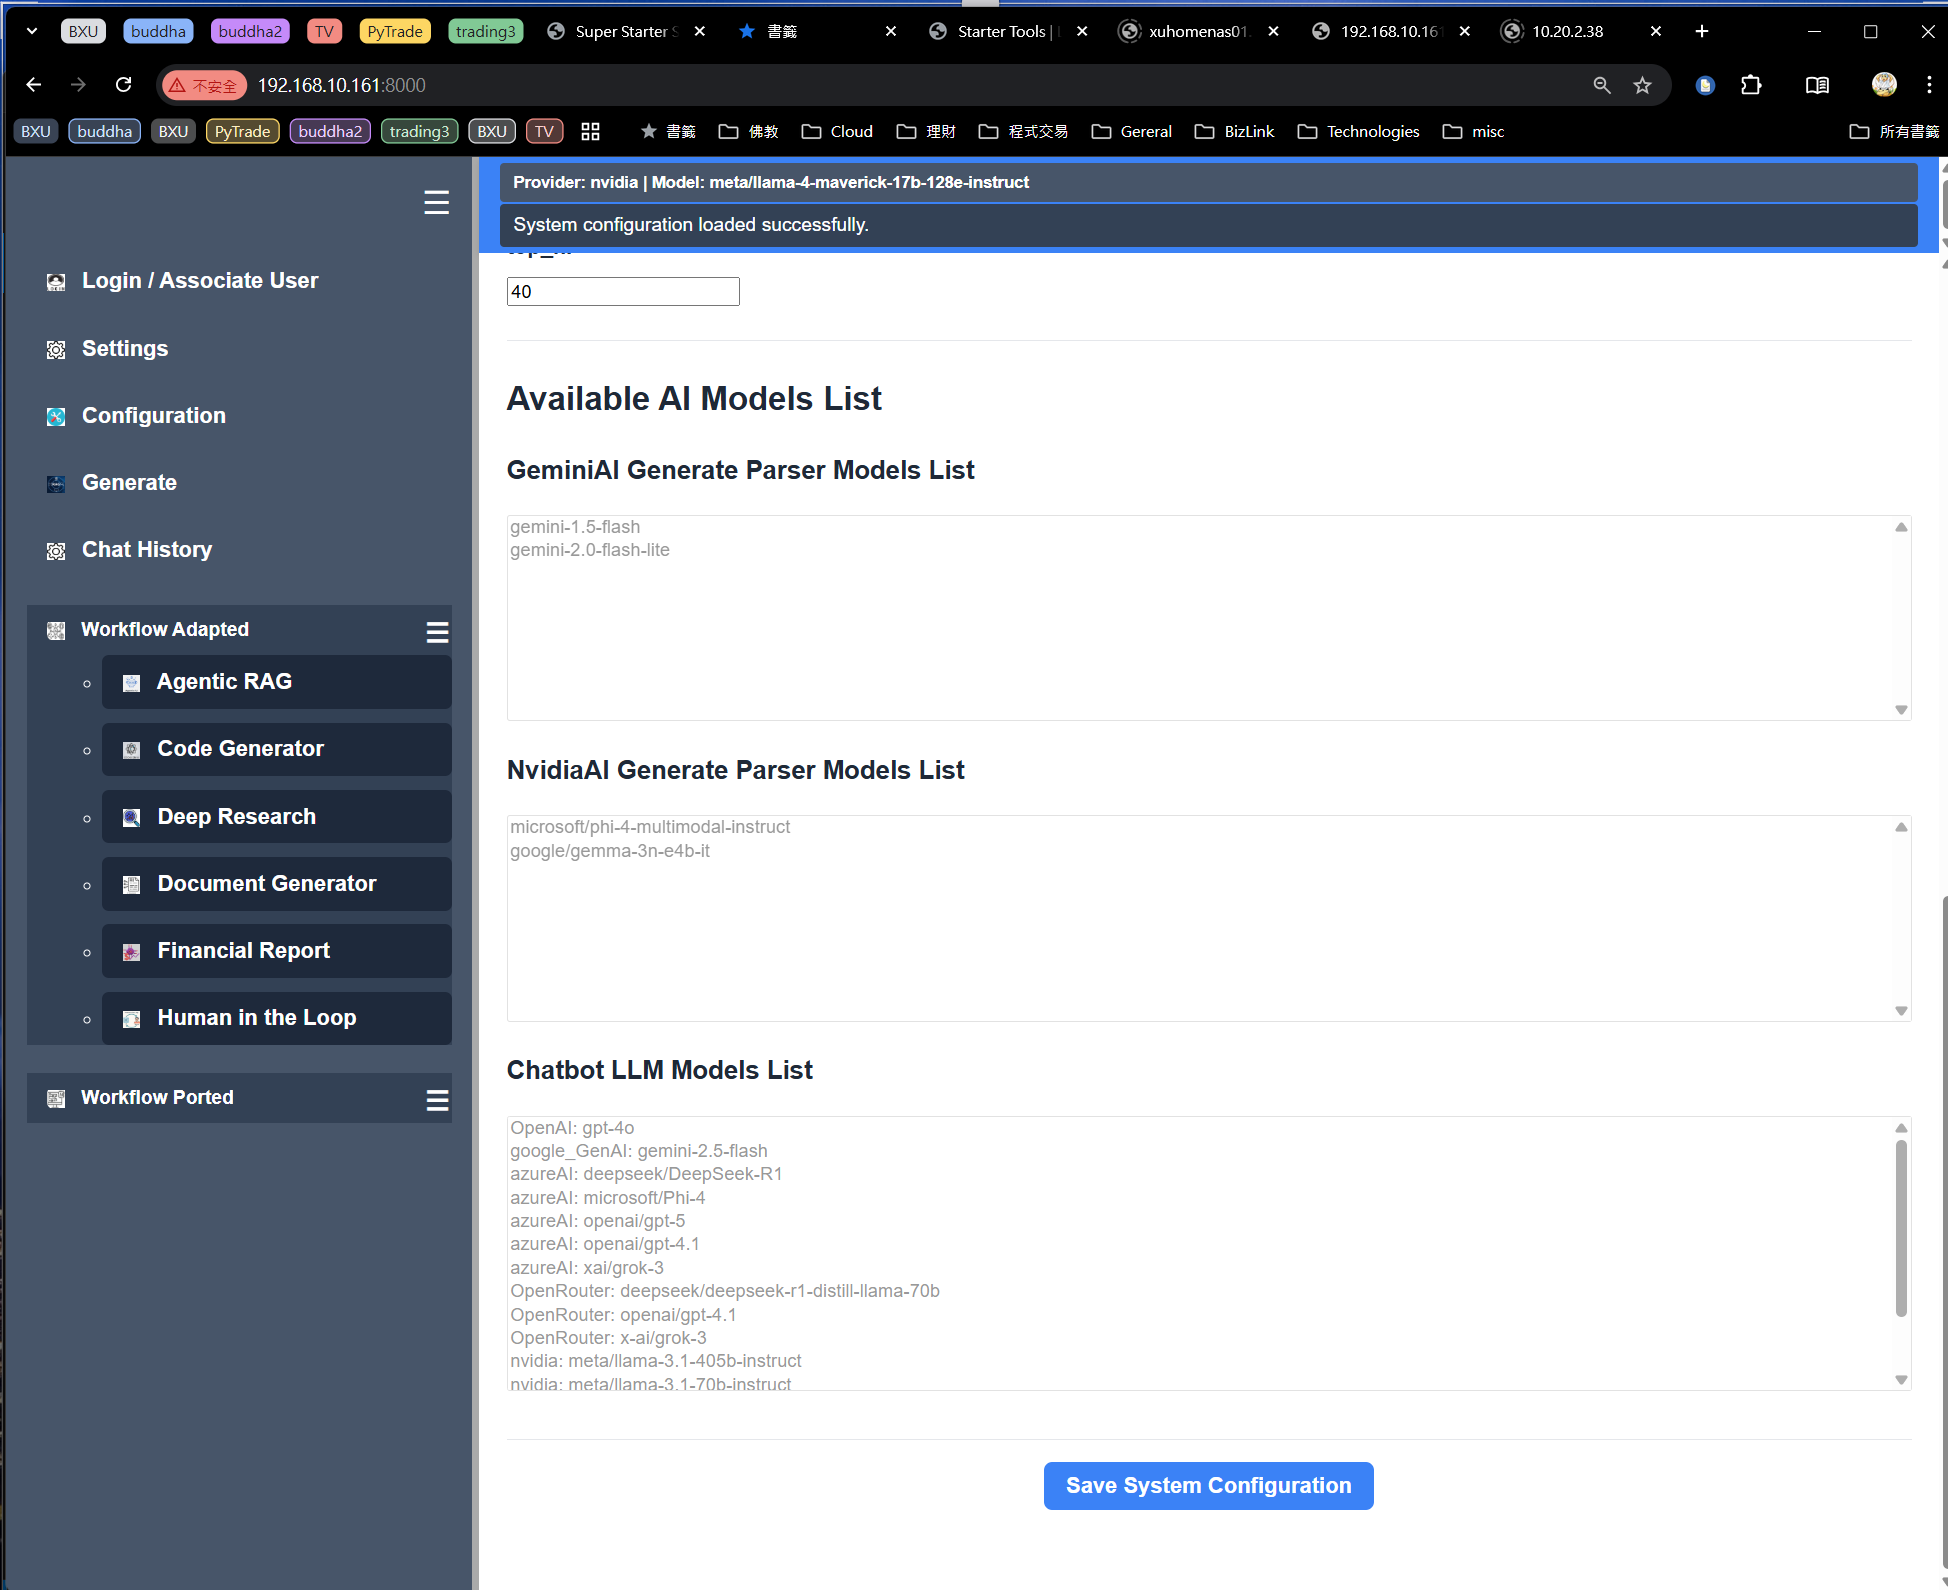 BXU buddha buddha2 TV PyTrade trading3 Super Starter 書籤 Starter Tools | xuhomenas01. 192.168.10.161 10.20.2.38
不安全 192.168.10.161:8000
BXU buddha BXU PyTrade buddha2 trading3 BXU TV 書籤 佛教 Cloud 理財 程式交易 Gereral BizLink Technologies misc 所有書籤
Login / Associate User
Settings
Configuration
Generate
Chat History
Workflow Adapted
Agentic RAG
Code Generator
Deep Research
Document Generator
Financial Report
Human in the Loop
Workflow Ported
Provider: nvidia | Model: meta/llama-4-maverick-17b-128e-instruct
System configuration loaded successfully.
40
Available AI Models List
GeminiAI Generate Parser Models List
gemini-1.5-flash
gemini-2.0-flash-lite
NvidiaAI Generate Parser Models List
microsoft/phi-4-multimodal-instruct
google/gemma-3n-e4b-it
Chatbot LLM Models List
OpenAI: gpt-4o
google_GenAI: gemini-2.5-flash
azureAI: deepseek/DeepSeek-R1
azureAI: microsoft/Phi-4
azureAI: openai/gpt-5
azureAI: openai/gpt-4.1
azureAI: xai/grok-3
OpenRouter: deepseek/deepseek-r1-distill-llama-70b
OpenRouter: openai/gpt-4.1
OpenRouter: x-ai/grok-3
nvidia: meta/llama-3.1-405b-instruct
nvidia: meta/llama-3.1-70b-instruct
Save System Configuration